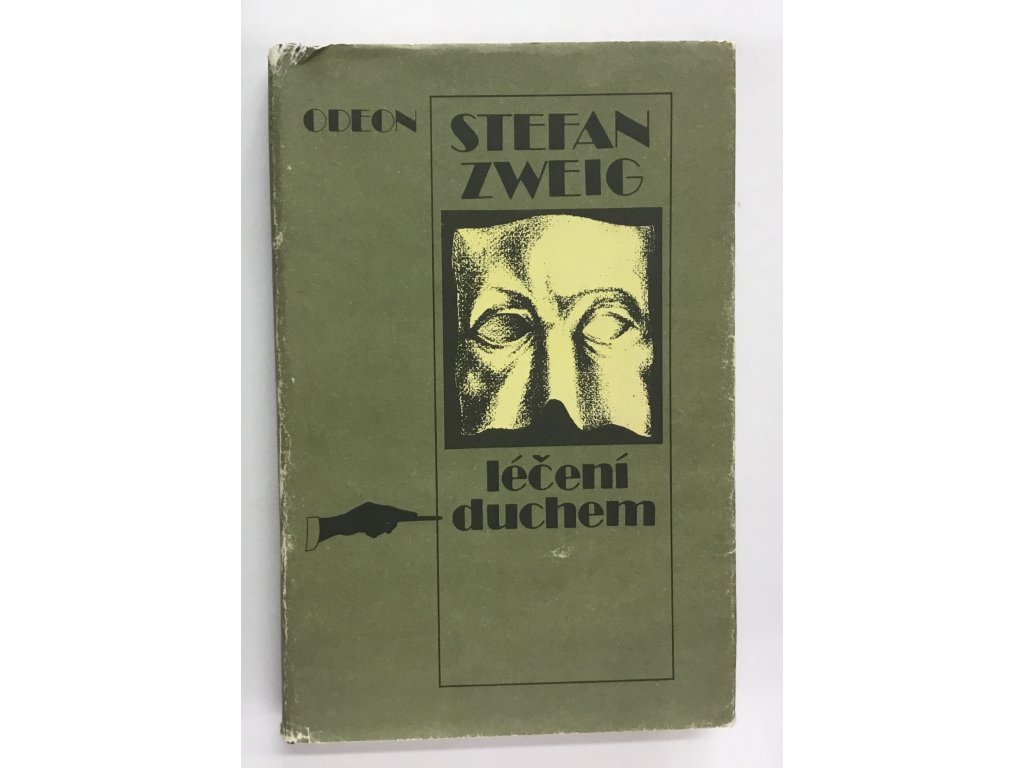 ODEON
STEFAN
ZWEIG
léčení
duchem